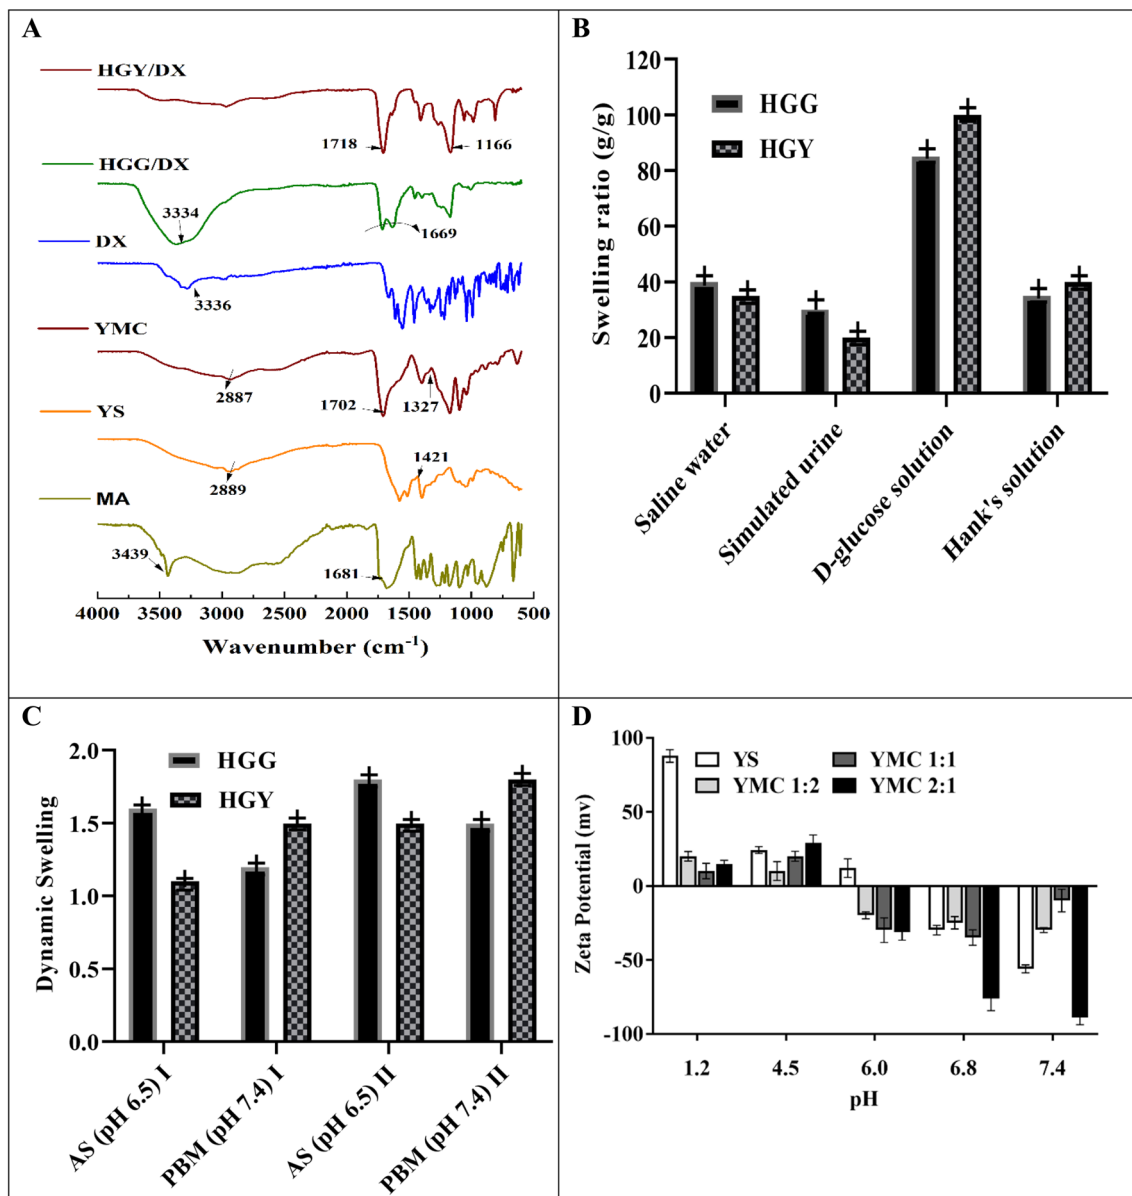 A
HGY/DX
1718
1166
HGG/DX
3334
1669
DX
3336
YMC
2887
1702
1327
YS
1421
2889
MA
3439
1681
4000 3500 3000 2500 2000 1500 1000 500
Wavenumber (cm⁻¹)
B
120
100
80
60
40
20
0
Swelling ratio (g/g)
HGG
HGY
Saline water
Simulated urine
D-glucose solution
Hank's solution
C
2.0
1.5
1.0
0.5
0.0
Dynamic Swelling
HGG
HGY
AS (pH 6.5) I
PBM (pH 7.4) I
AS (pH 6.5) II
PBM (pH 7.4) II
D
100
50
0
-50
-100
Zeta Potential (mv)
YS YMC 1:1
YMC 1:2 YMC 2:1
1.2 4.5 6.0 6.8 7.4
pH